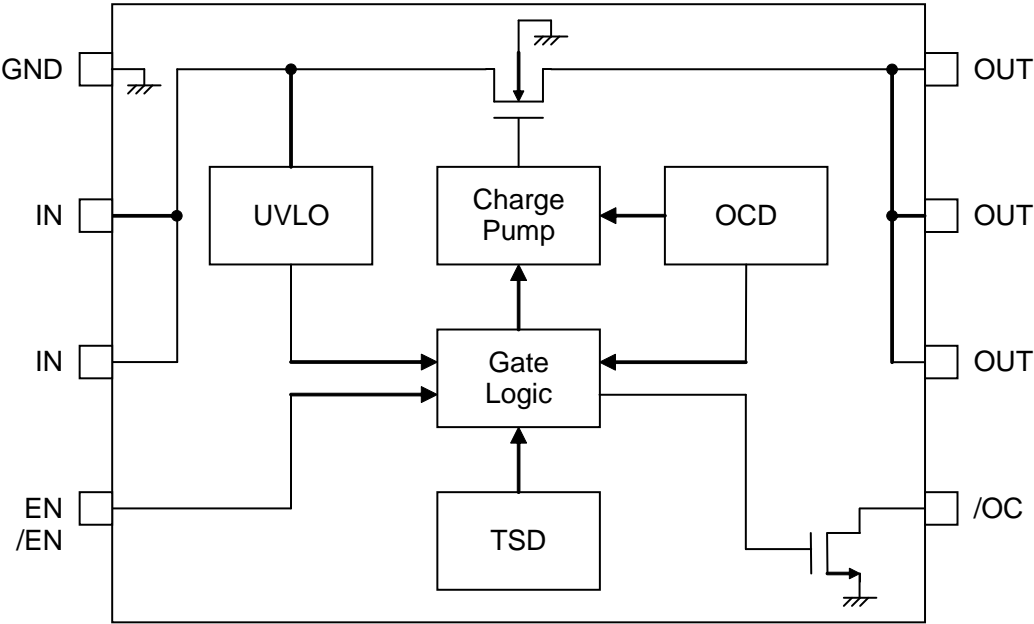 GND
OUT
IN
UVLO
Charge
Pump
OCD
OUT
IN
Gate
Logic
OUT
EN
/EN
TSD
/OC